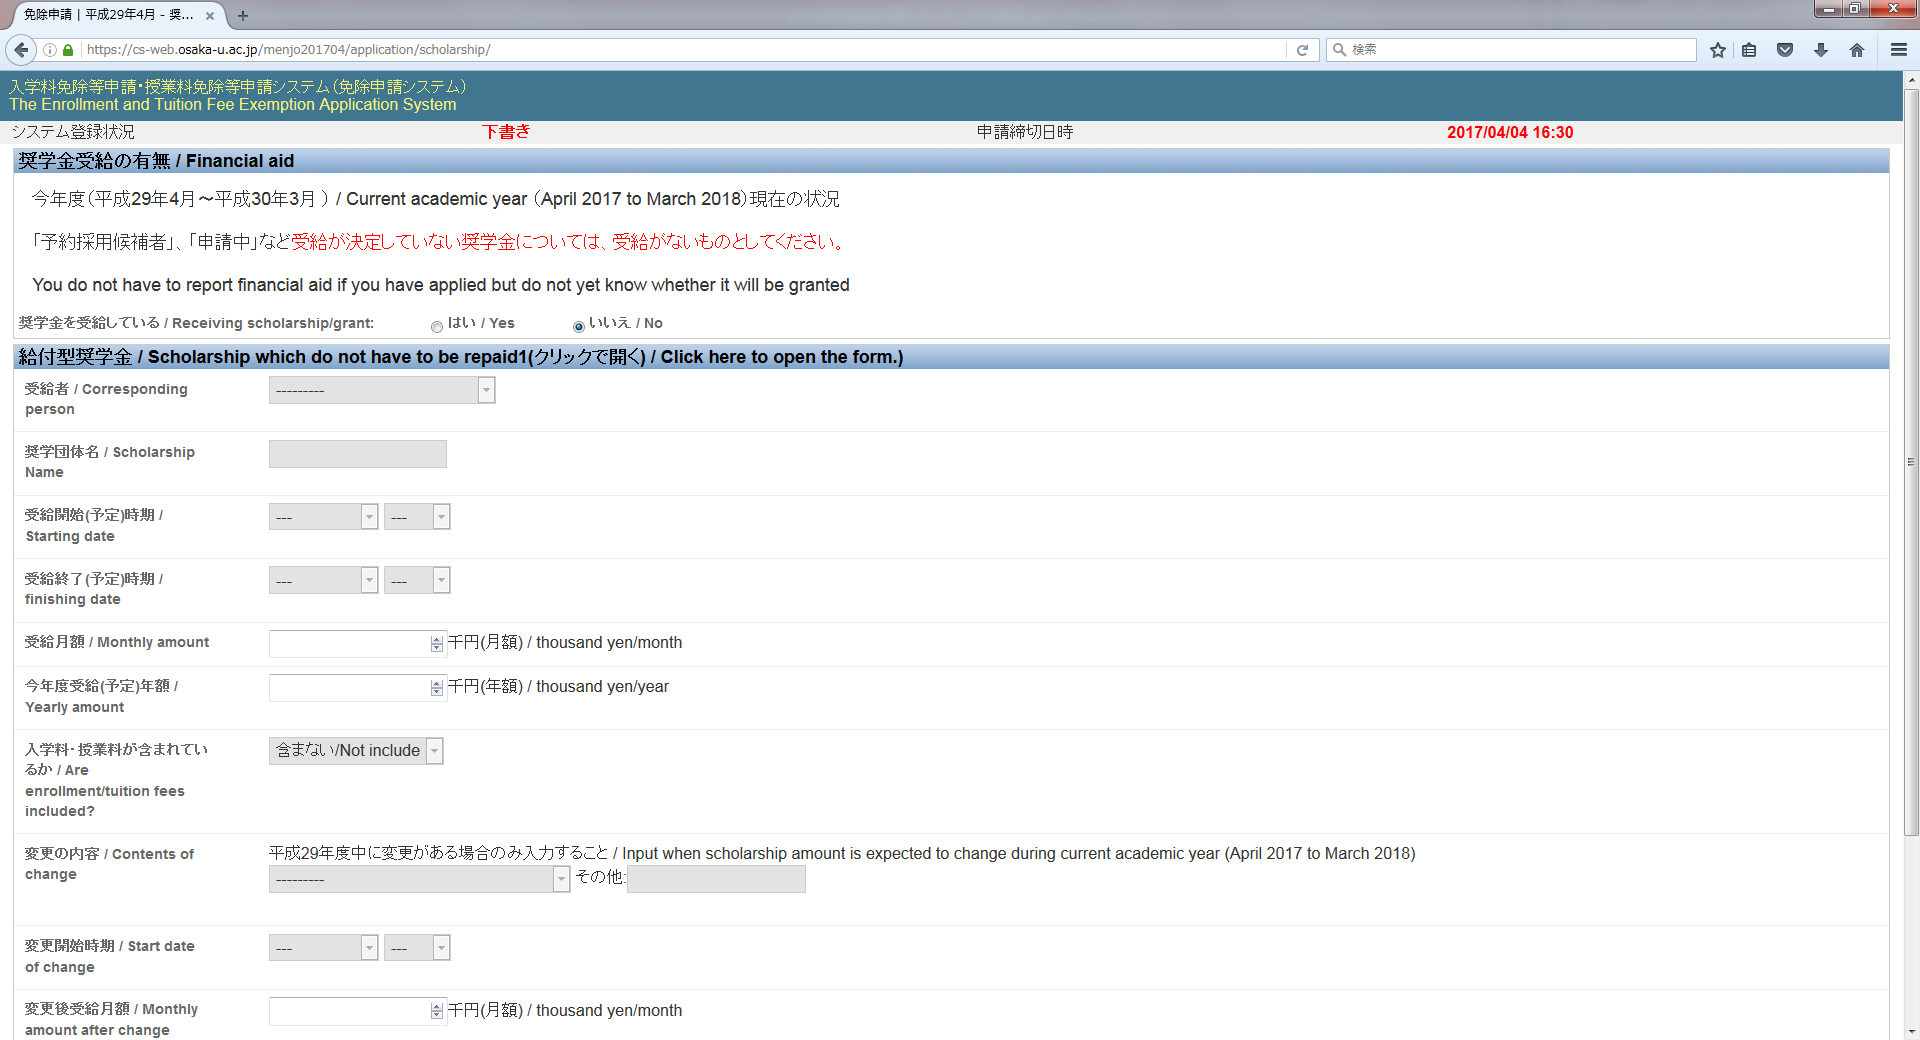 免除申請 | 平成29年4月 - 奨...
https://cs-web.osaka-u.ac.jp/menjo201704/application/scholarship/
検索
入学料免除等申請・授業料免除等申請システム（免除申請システム）
The Enrollment and Tuition Fee Exemption Application System
システム登録状況 下書き 申請締切日時 2017/04/04 16:30
奨学金受給の有無 / Financial aid
今年度（平成29年4月～平成30年3月 ） / Current academic year （April 2017 to March 2018）現在の状況
「予約採用候補者」、「申請中」など受給が決定していない奨学金については、受給がないものとしてください。
You do not have to report financial aid if you have applied but do not yet know whether it will be granted
奨学金を受給している / Receiving scholarship/grant: はい / Yes いいえ / No
給付型奨学金 / Scholarship which do not have to be repaid1(クリックで開く) / Click here to open the form.)
受給者 / Corresponding
person
---------
奨学団体名 / Scholarship
Name
受給開始(予定)時期 /
Starting date
--- ---
受給終了(予定)時期 /
finishing date
--- ---
受給月額 / Monthly amount 千円(月額) / thousand yen/month
今年度受給(予定)年額 /
Yearly amount
千円(年額) / thousand yen/year
入学料・授業料が含まれてい
るか / Are
enrollment/tuition fees
included?
含まない/Not include
変更の内容 / Contents of
change
平成29年度中に変更がある場合のみ入力すること / Input when scholarship amount is expected to change during current academic year (April 2017 to March 2018)
--------- その他:
変更開始時期 / Start date
of change
--- ---
変更後受給月額 / Monthly
amount after change
千円(月額) / thousand yen/month